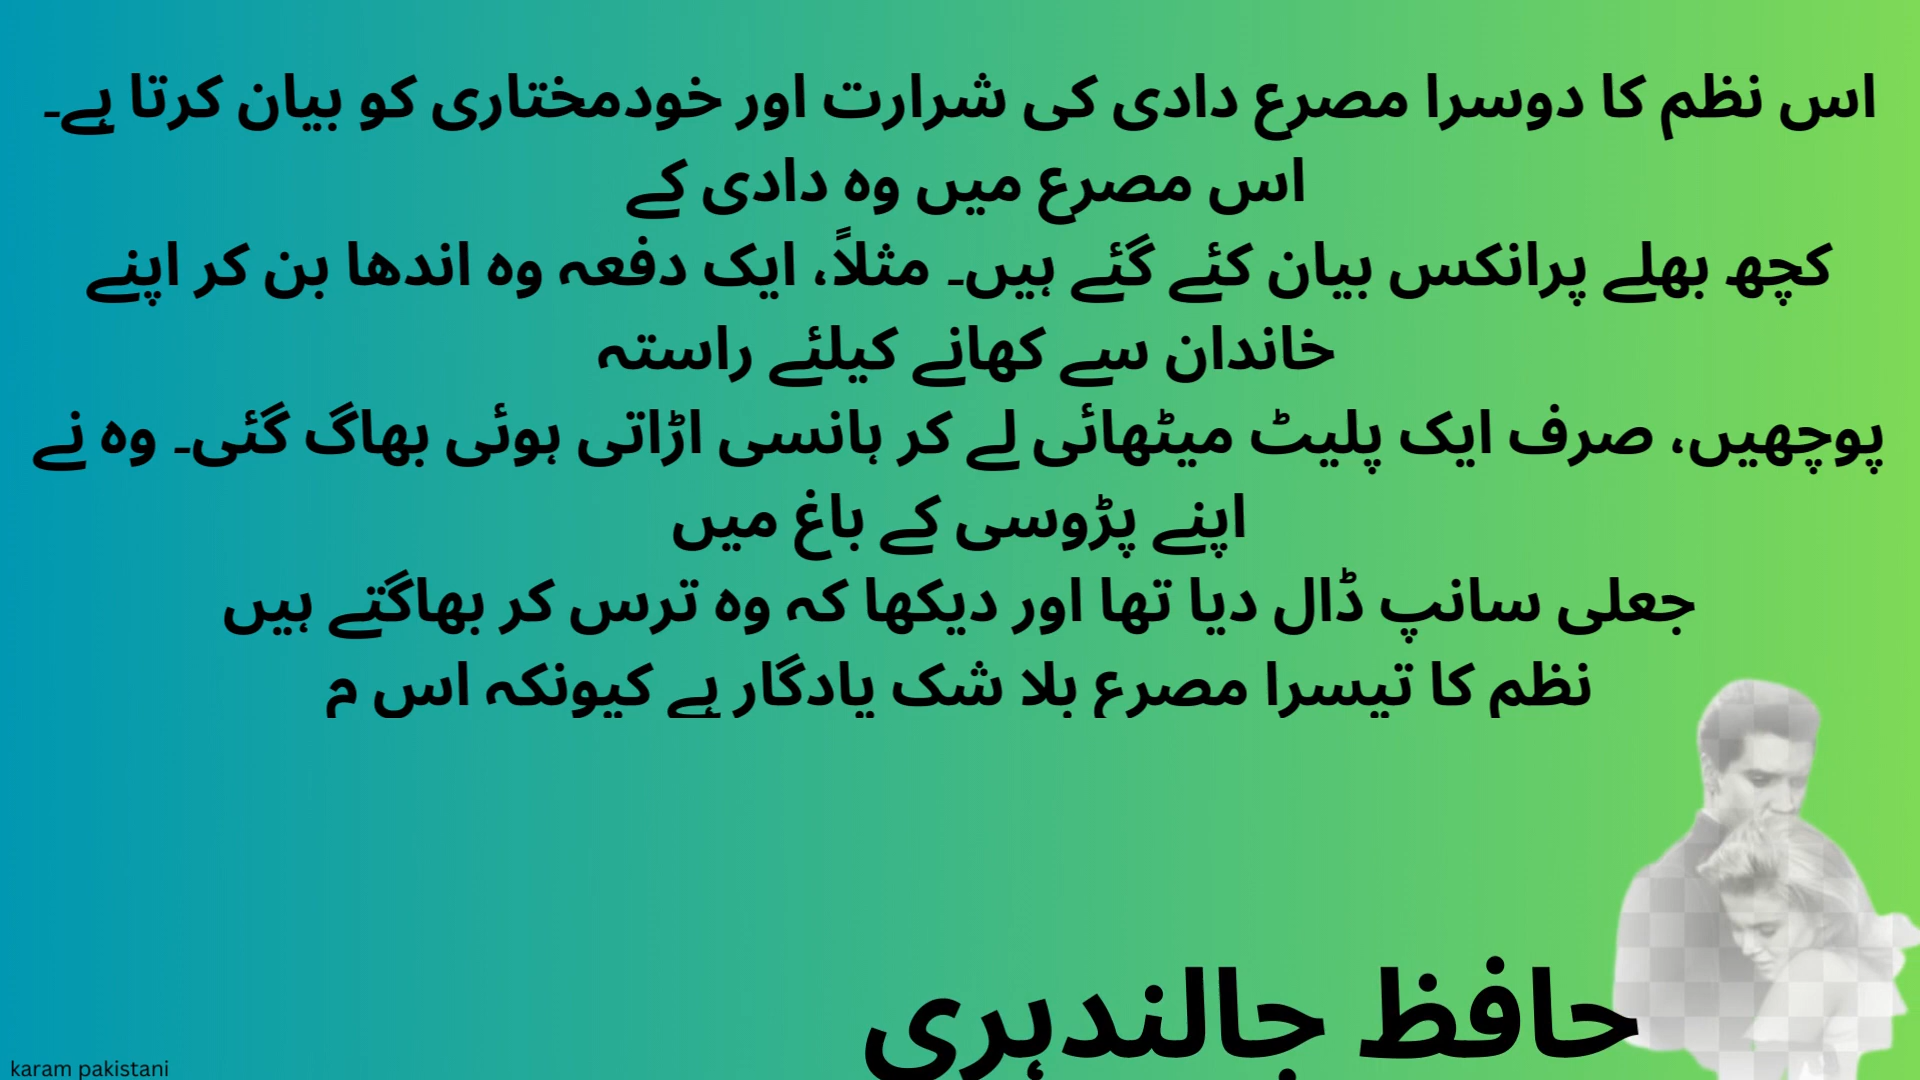 اس نظم کا دوسرا مصرع دادی کی شرارت اور خودمختاری کو بیان کرتا ہے۔
اس مصرع میں وہ دادی کے
کچھ بھلے پرانکس بیان کئے گئے ہیں۔ مثلاً، ایک دفعہ وہ اندھا بن کر اپنے
خاندان سے کھانے کیلئے راستہ
پوچھیں، صرف ایک پلیٹ میٹھائی لے کر ہانسی اڑاتی ہوئی بھاگ گئی۔ وہ نے
اپنے پڑوسی کے باغ میں
جعلی سانپ ڈال دیا تھا اور دیکھا کہ وہ ترس کر بھاگتے ہیں
نظم کا تیسرا مصرع بلا شک یادگار ہے کیونکہ اس م
حافظ جالندہری
karam pakistani